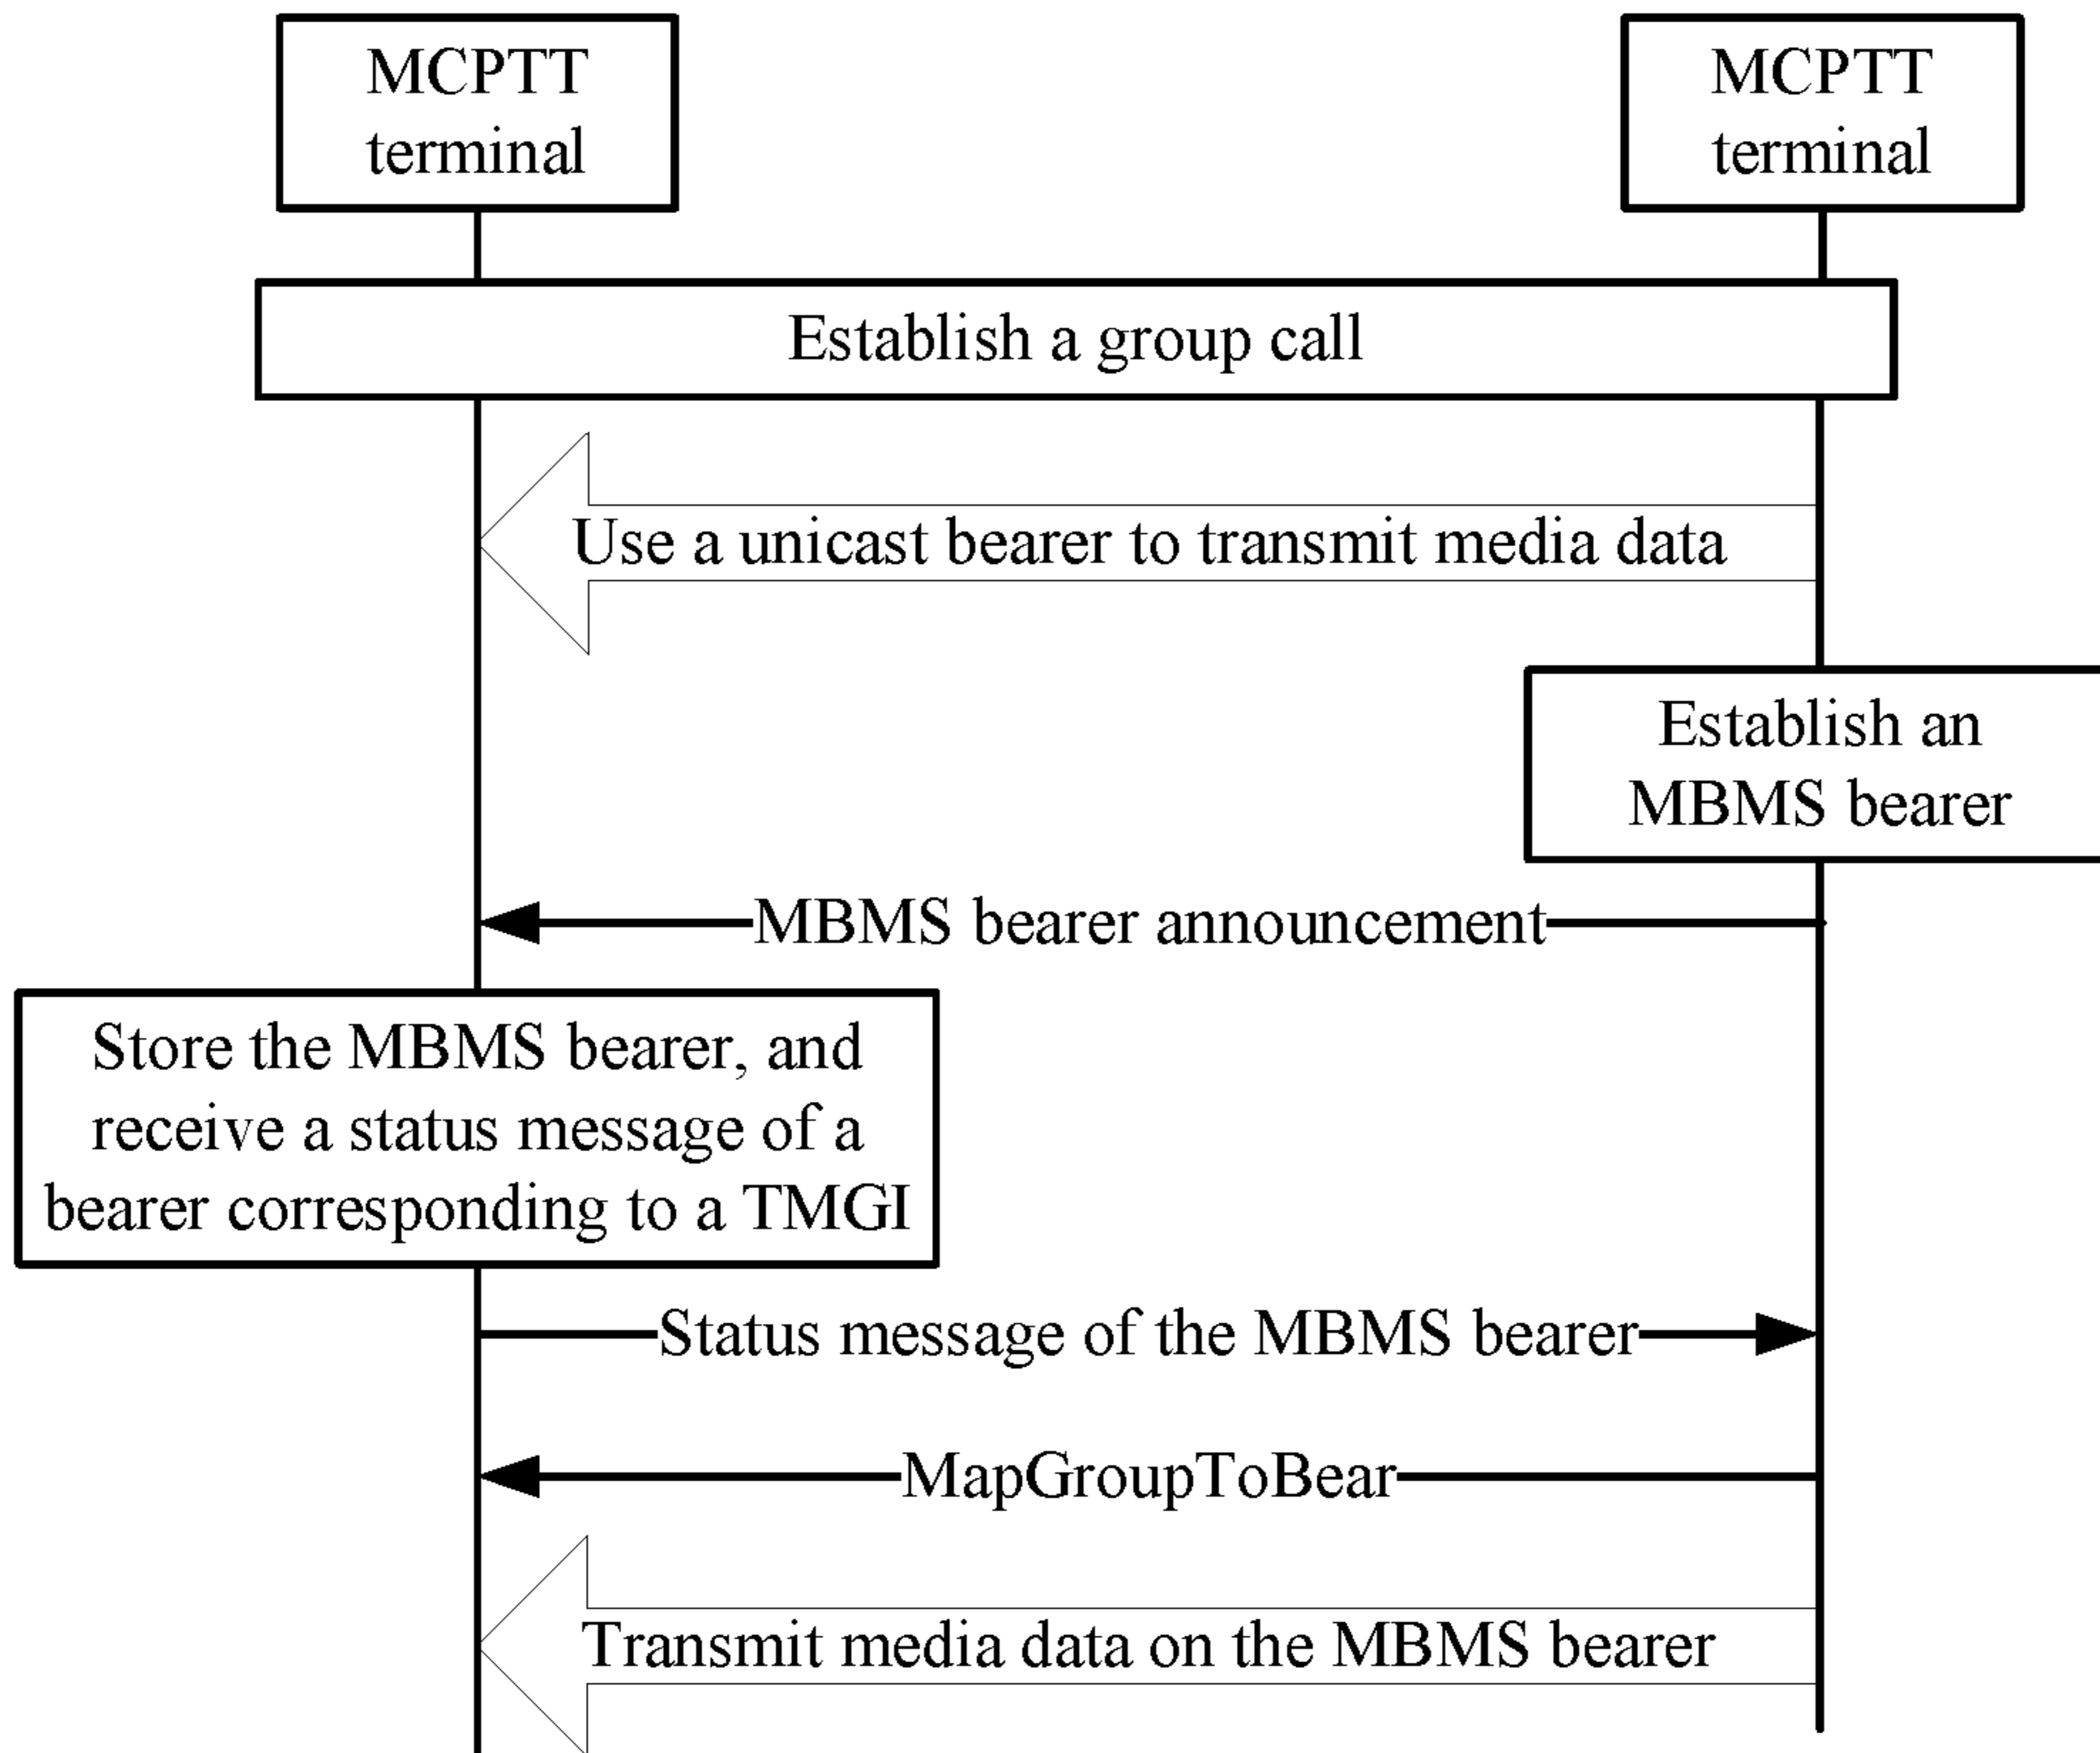 MCPTT
terminal
MCPTT
terminal
Establish a group call
Use a unicast bearer to transmit media data
Establish an
MBMS bearer
MBMS bearer announcement
Store the MBMS bearer, and
receive a status message of a
bearer corresponding to a TMGI
Status message of the MBMS bearer
MapGroupToBear
Transmit media data on the MBMS bearer